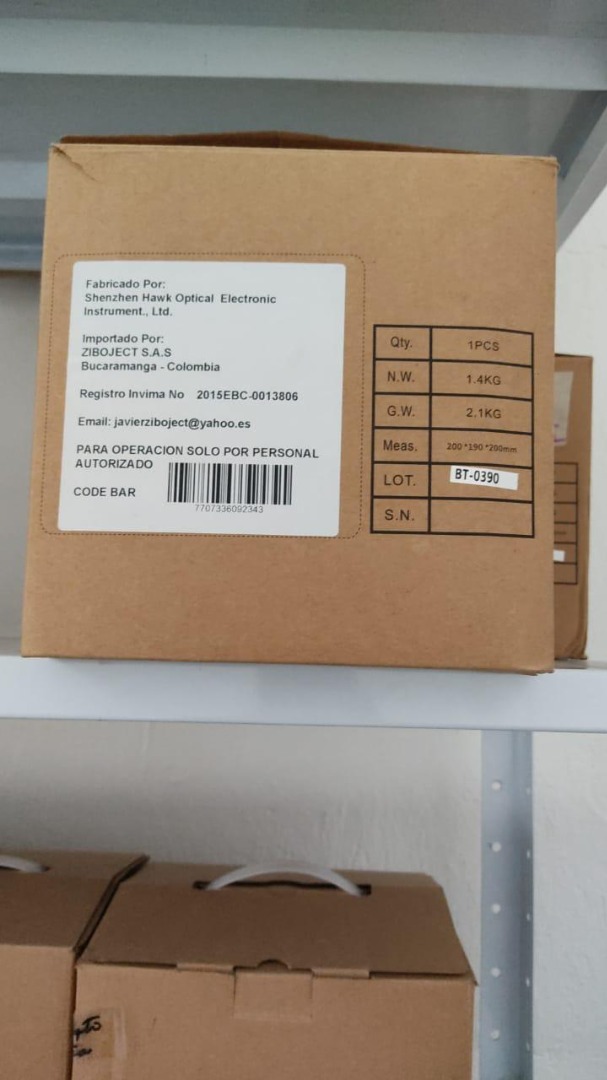 Fabricado Por:
Shenzhen Hawk Optical Electronic
Instrument., Ltd.
Importado Por:
ZIBOJECT S.A.S
Bucaramanga - Colombia
Registro Invima No 2015EBC-0013806
Email: javierziboject@yahoo.es
PARA OPERACION SOLO POR PERSONAL
AUTORIZADO
CODE BAR
7707336092343
Qty. 1PCS
N.W. 1.4KG
G.W. 2.1KG
Meas. 200*190*200mm
LOT. BT-0390
S.N.